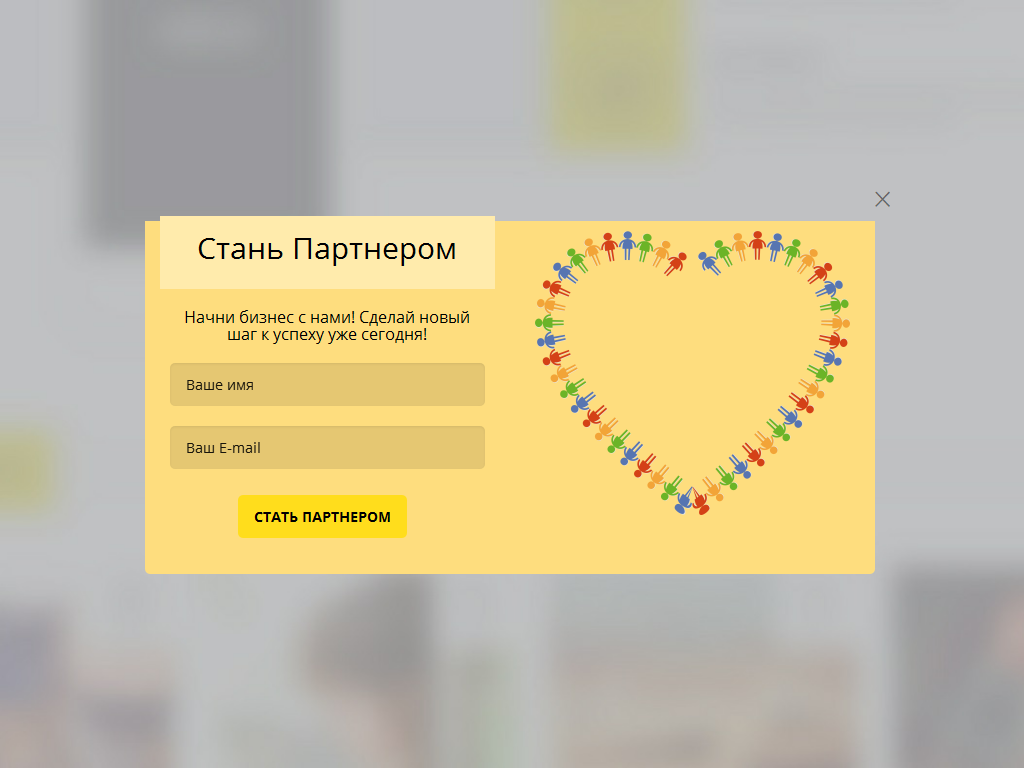 Стань Партнером
Начни бизнес с нами! Сделай новый
шаг к успеху уже сегодня!
Ваше имя
Ваш E-mail
СТАТЬ ПАРТНЕРОМ